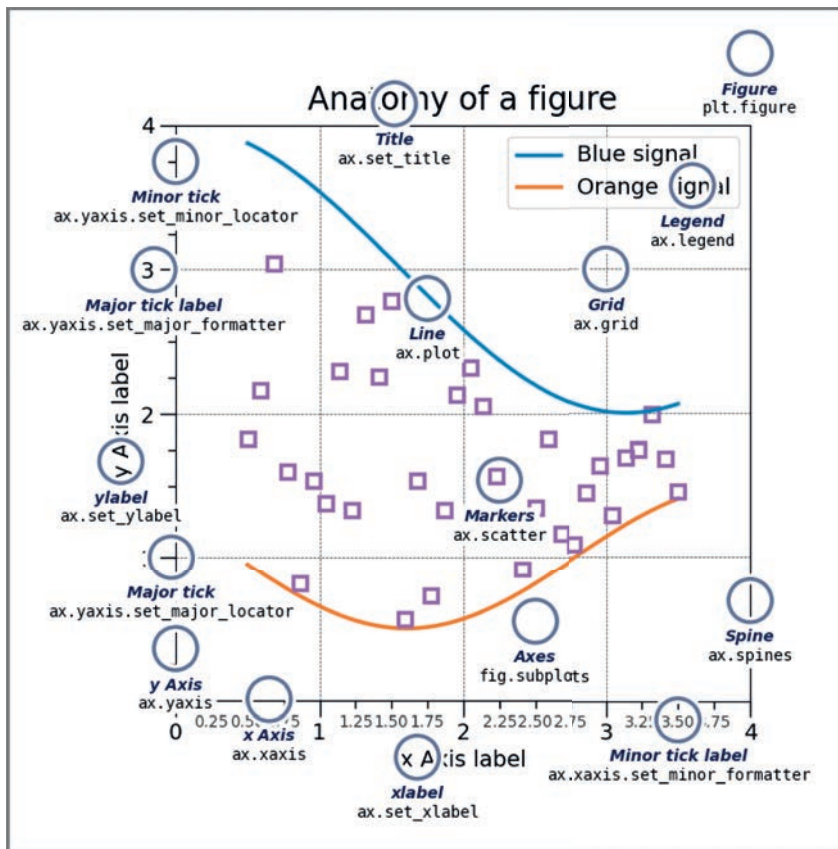 Anatomy of a figure
Figure
plt.figure
Title
ax.set_title
4
Blue signal
Orange signal
Legend
ax.legend
Minor tick
ax.yaxis.set_minor_locator
3
Major tick label
ax.yaxis.set_major_formatter
Line
ax.plot
Grid
ax.grid
y Axis label
2
ylabel
ax.set_ylabel
Markers
ax.scatter
Major tick
ax.yaxis.set_major_locator
Axes
fig.subplots
Spine
ax.spines
y Axis
ax.yaxis
0.25 0.50 1.25 1.50 1.75 2.25 2.50 2.75 3.50
0 1 2 3 4
x Axis
ax.xaxis
x Axis label
xlabel
ax.set_xlabel
Minor tick label
ax.xaxis.set_minor_formatter